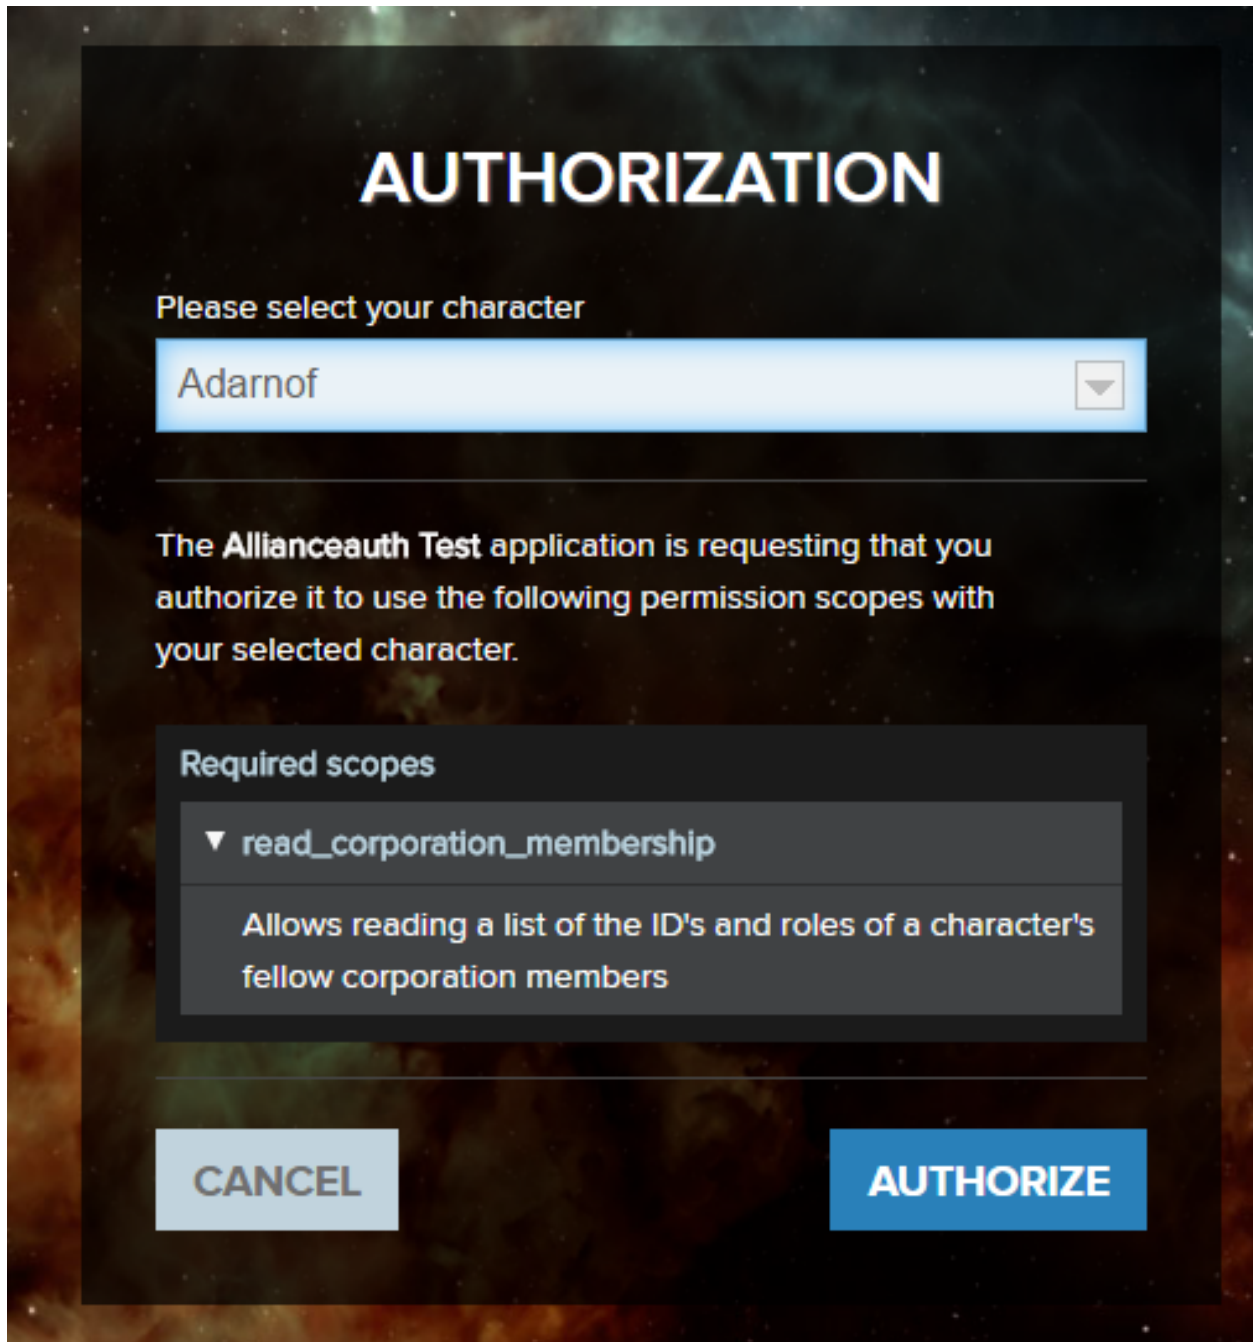 AUTHORIZATION
Please select your character
Adarnof
The Allianceauth Test application is requesting that you
authorize it to use the following permission scopes with
your selected character.
Required scopes
read_corporation_membership
Allows reading a list of the ID's and roles of a character's
fellow corporation members
CANCEL
AUTHORIZE